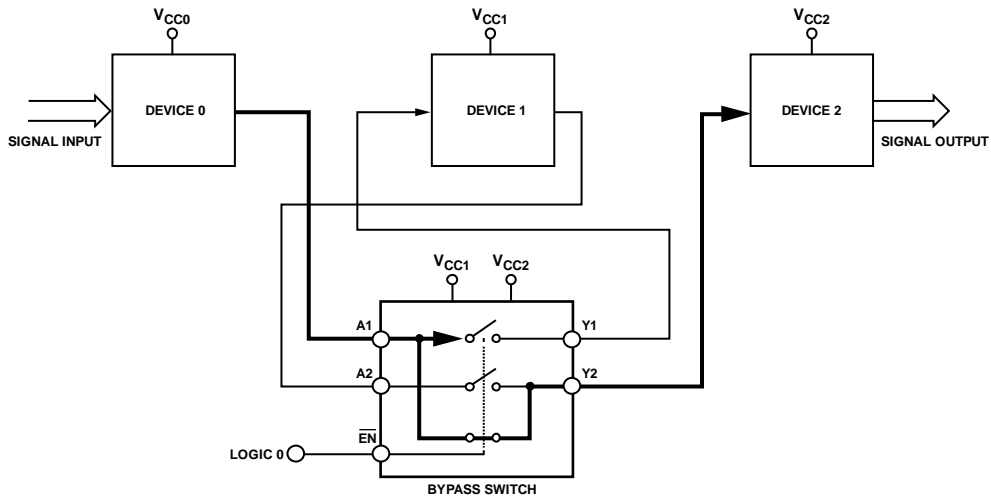 VCC0
VCC1
VCC2
DEVICE 0
DEVICE 1
DEVICE 2
SIGNAL INPUT
SIGNAL OUTPUT
VCC1
VCC2
A1
Y1
A2
Y2
EN
LOGIC 0
BYPASS SWITCH